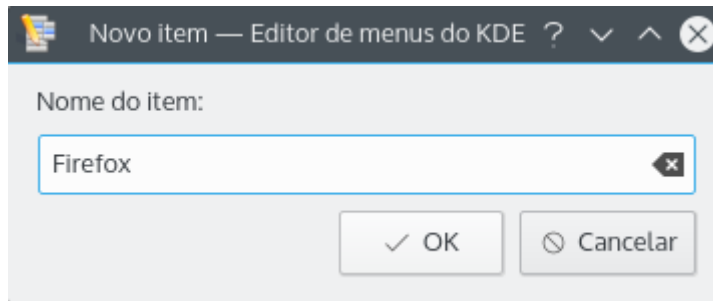 Novo item — Editor de menus do KDE ?
Nome do item:
Firefox
OK Cancelar